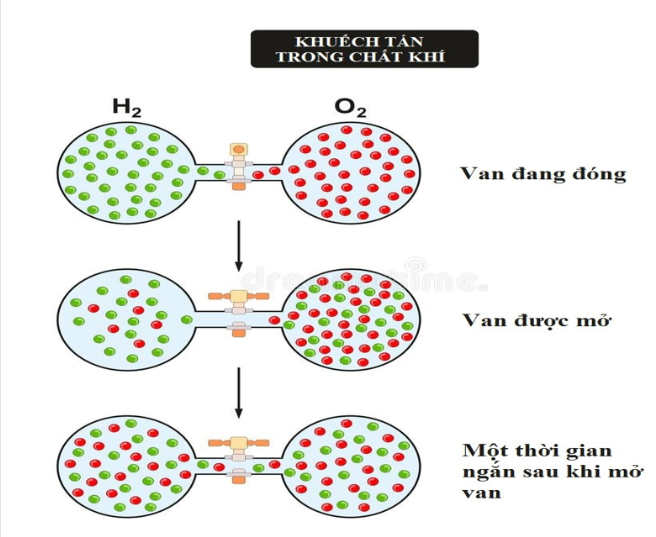 KHUẾCH TÁN
TRONG CHẤT KHÍ
H₂
O₂
Van đang đóng
dreamstime.
Van được mở
Một thời gian
ngắn sau khi mở
van